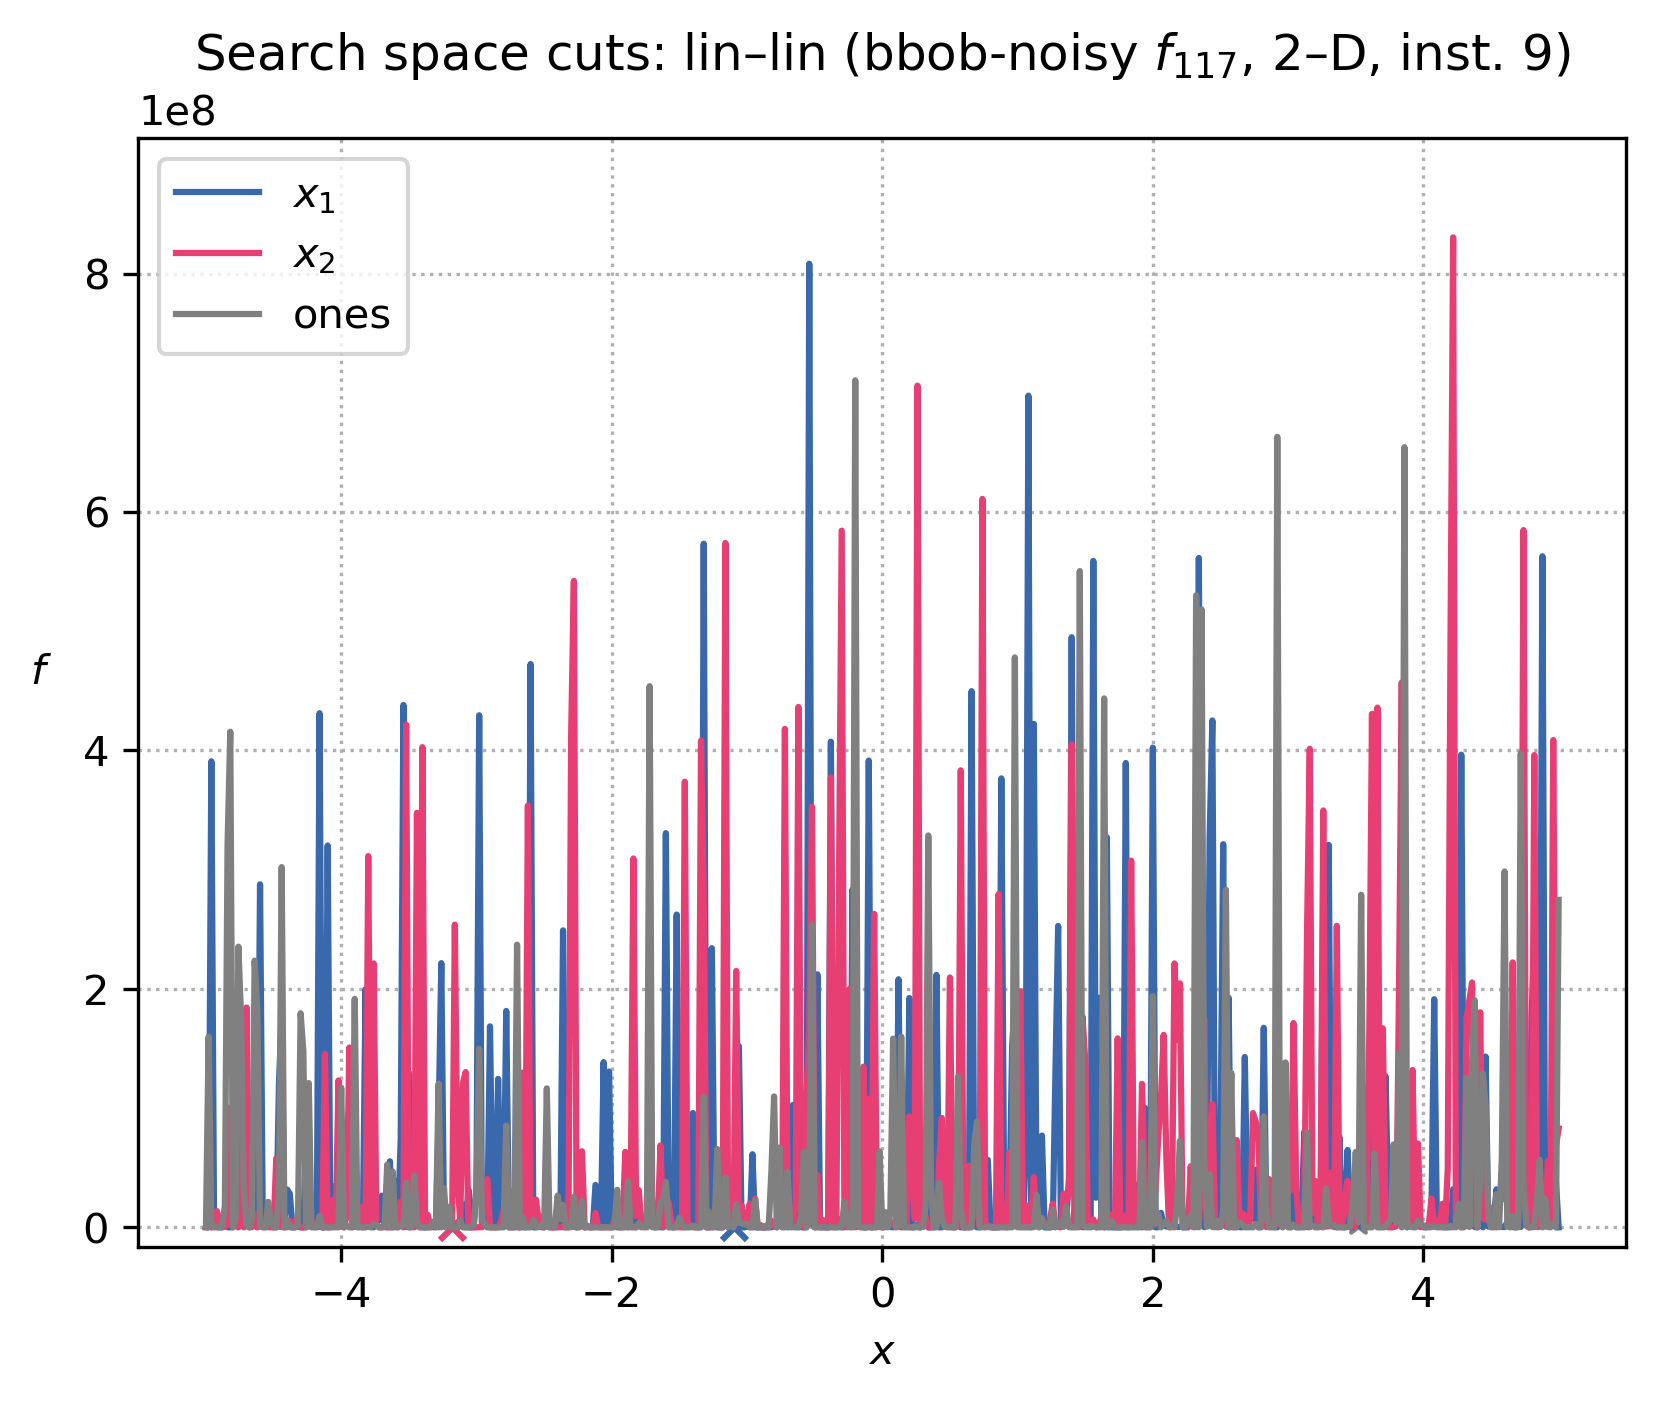 Search space cuts: lin–lin (bbob-noisy f₁₁₇, 2–D, inst. 9)
1e8
x₁
x₂
ones
8
6
4
2
0
f
−4 −2 0 2 4
x